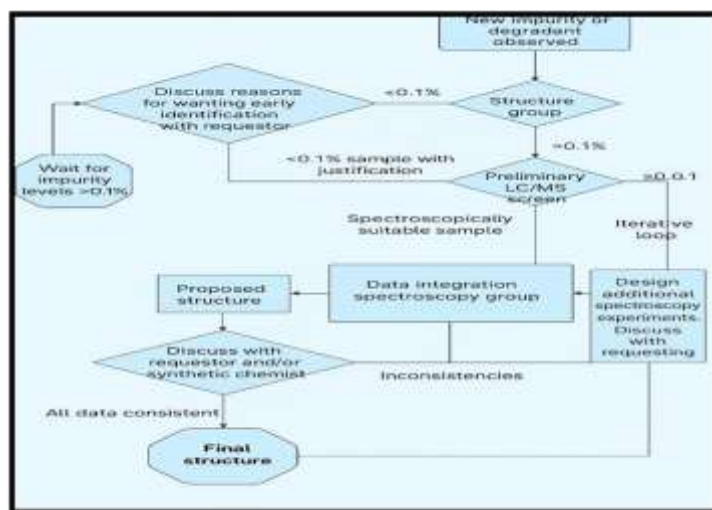 New impurity or
degradant
observed
Discuss reasons
for wanting early
identification
with requestor
<0.1%
Structure
group
=0.1%
Wait for
impurity
levels >0.1%
<0.1% sample with
justification
Preliminary
LC/MS
screen
≥0.0.1
Spectroscopically
suitable sample
Iterative
loop
Proposed
structure
Data integration
spectroscopy group
Design
additional
spectroscopy
experiments.
Discuss
with
requesting
Discuss with
requestor and/or
synthetic chemist
Inconsistencies
All data consistent
Final
structure